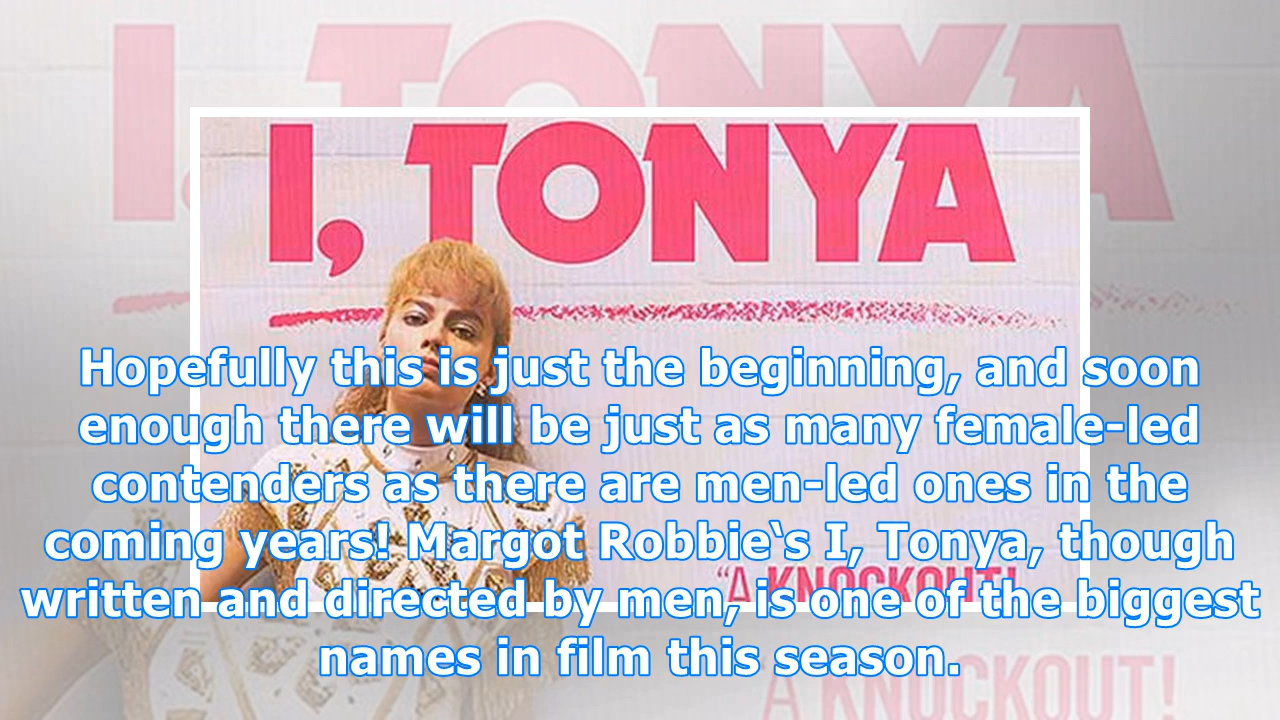 I, TONYA
I, TONYA
Hopefully this is just the beginning, and soon
enough there will be just as many female-led
contenders as there are men-led ones in the
coming years! Margot Robbie‘s I, Tonya, though
“A KNOCKOUT!
written and directed by men, is one of the biggest
names in film this season.
A KNOCKOUT!